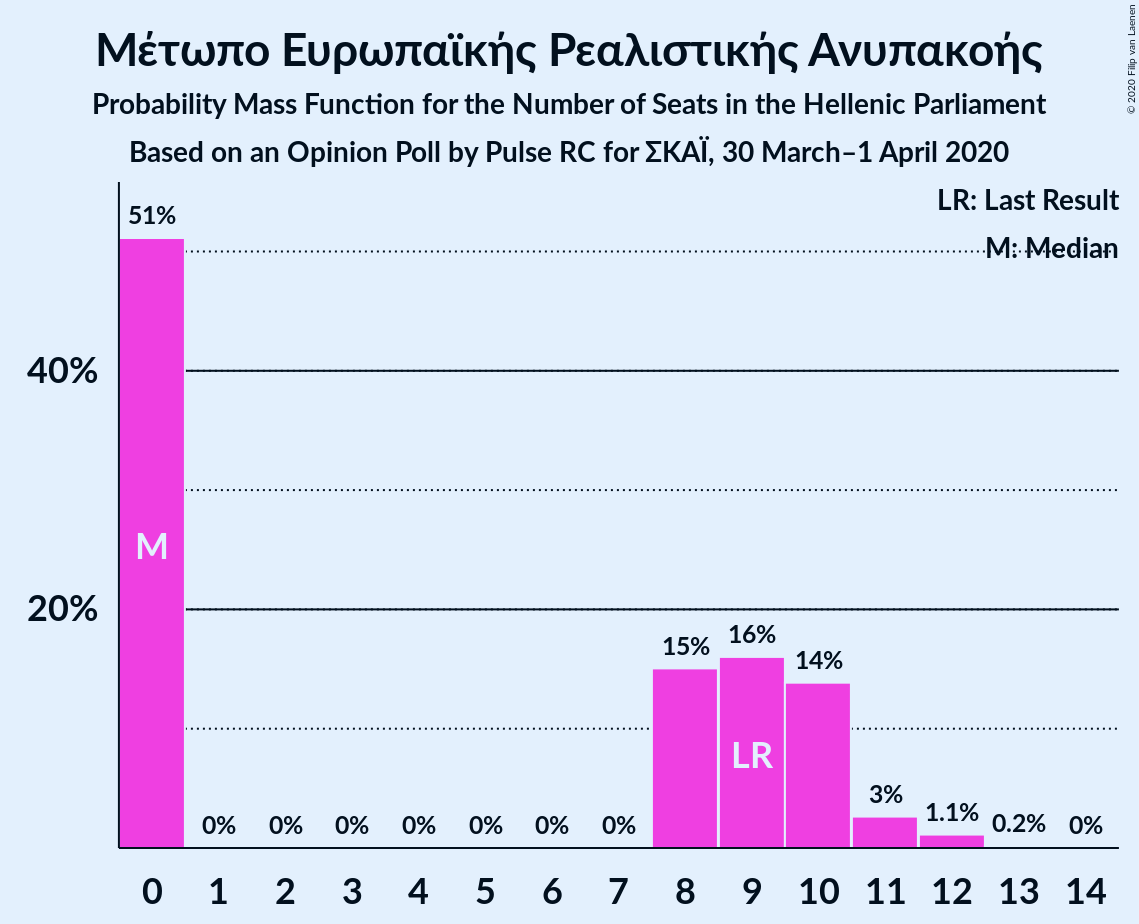 Μέτωπο Ευρωπαϊκής Ρεαλιστικής Ανυπακοής
Probability Mass Function for the Number of Seats in the Hellenic Parliament
Based on an Opinion Poll by Pulse RC for ΣΚΑΪ, 30 March–1 April 2020
© 2020 Filip van Laenen
LR: Last Result
M: Median
51%
40%
M
20%
15%
16%
14%
LR
0%
0%
0%
0%
0%
0%
0%
3%
1.1%
0.2%
0%
0 1 2 3 4 5 6 7 8 9 10 11 12 13 14